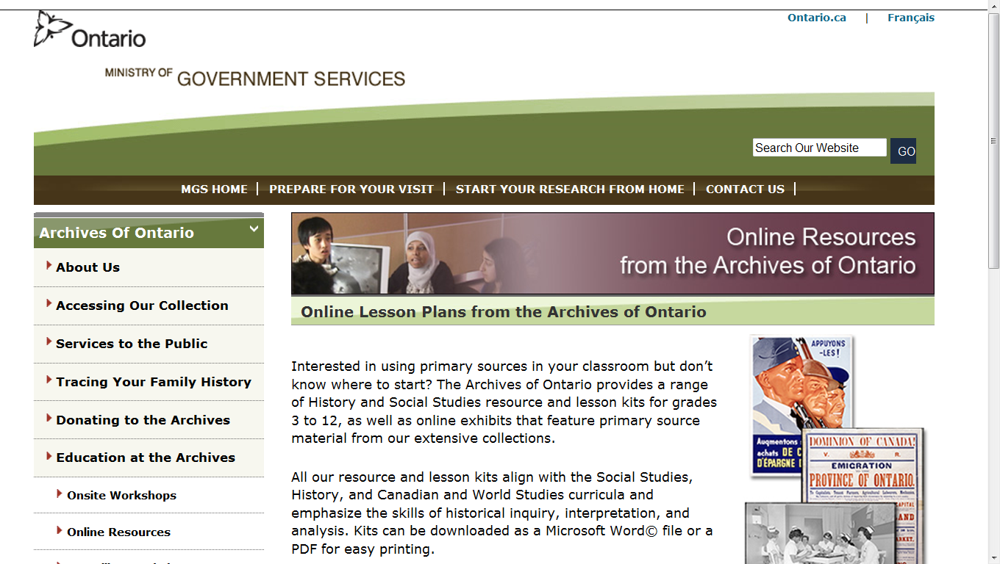 Ontario
Ontario.ca | Français
MINISTRY OF GOVERNMENT SERVICES
Search Our Website GO
MGS HOME | PREPARE FOR YOUR VISIT | START YOUR RESEARCH FROM HOME | CONTACT US |
Archives Of Ontario
About Us
Accessing Our Collection
Services to the Public
Tracing Your Family History
Donating to the Archives
Education at the Archives
Onsite Workshops
Online Resources
Online Resources
from the Archives of Ontario
Online Lesson Plans from the Archives of Ontario
Interested in using primary sources in your classroom but don’t
know where to start? The Archives of Ontario provides a range
of History and Social Studies resource and lesson kits for grades
3 to 12, as well as online exhibits that feature primary source
material from our extensive collections.
All our resource and lesson kits align with the Social Studies,
History, and Canadian and World Studies curricula and
emphasize the skills of historical inquiry, interpretation, and
analysis. Kits can be downloaded as a Microsoft Word© file or a
PDF for easy printing.
APPUYONS
-LES!
Augmentons
achats DE
D'ÉPARGNE
DOMINION OF CANADA!
V. R.
EMIGRATION
PROVINCE OF ONTARIO.